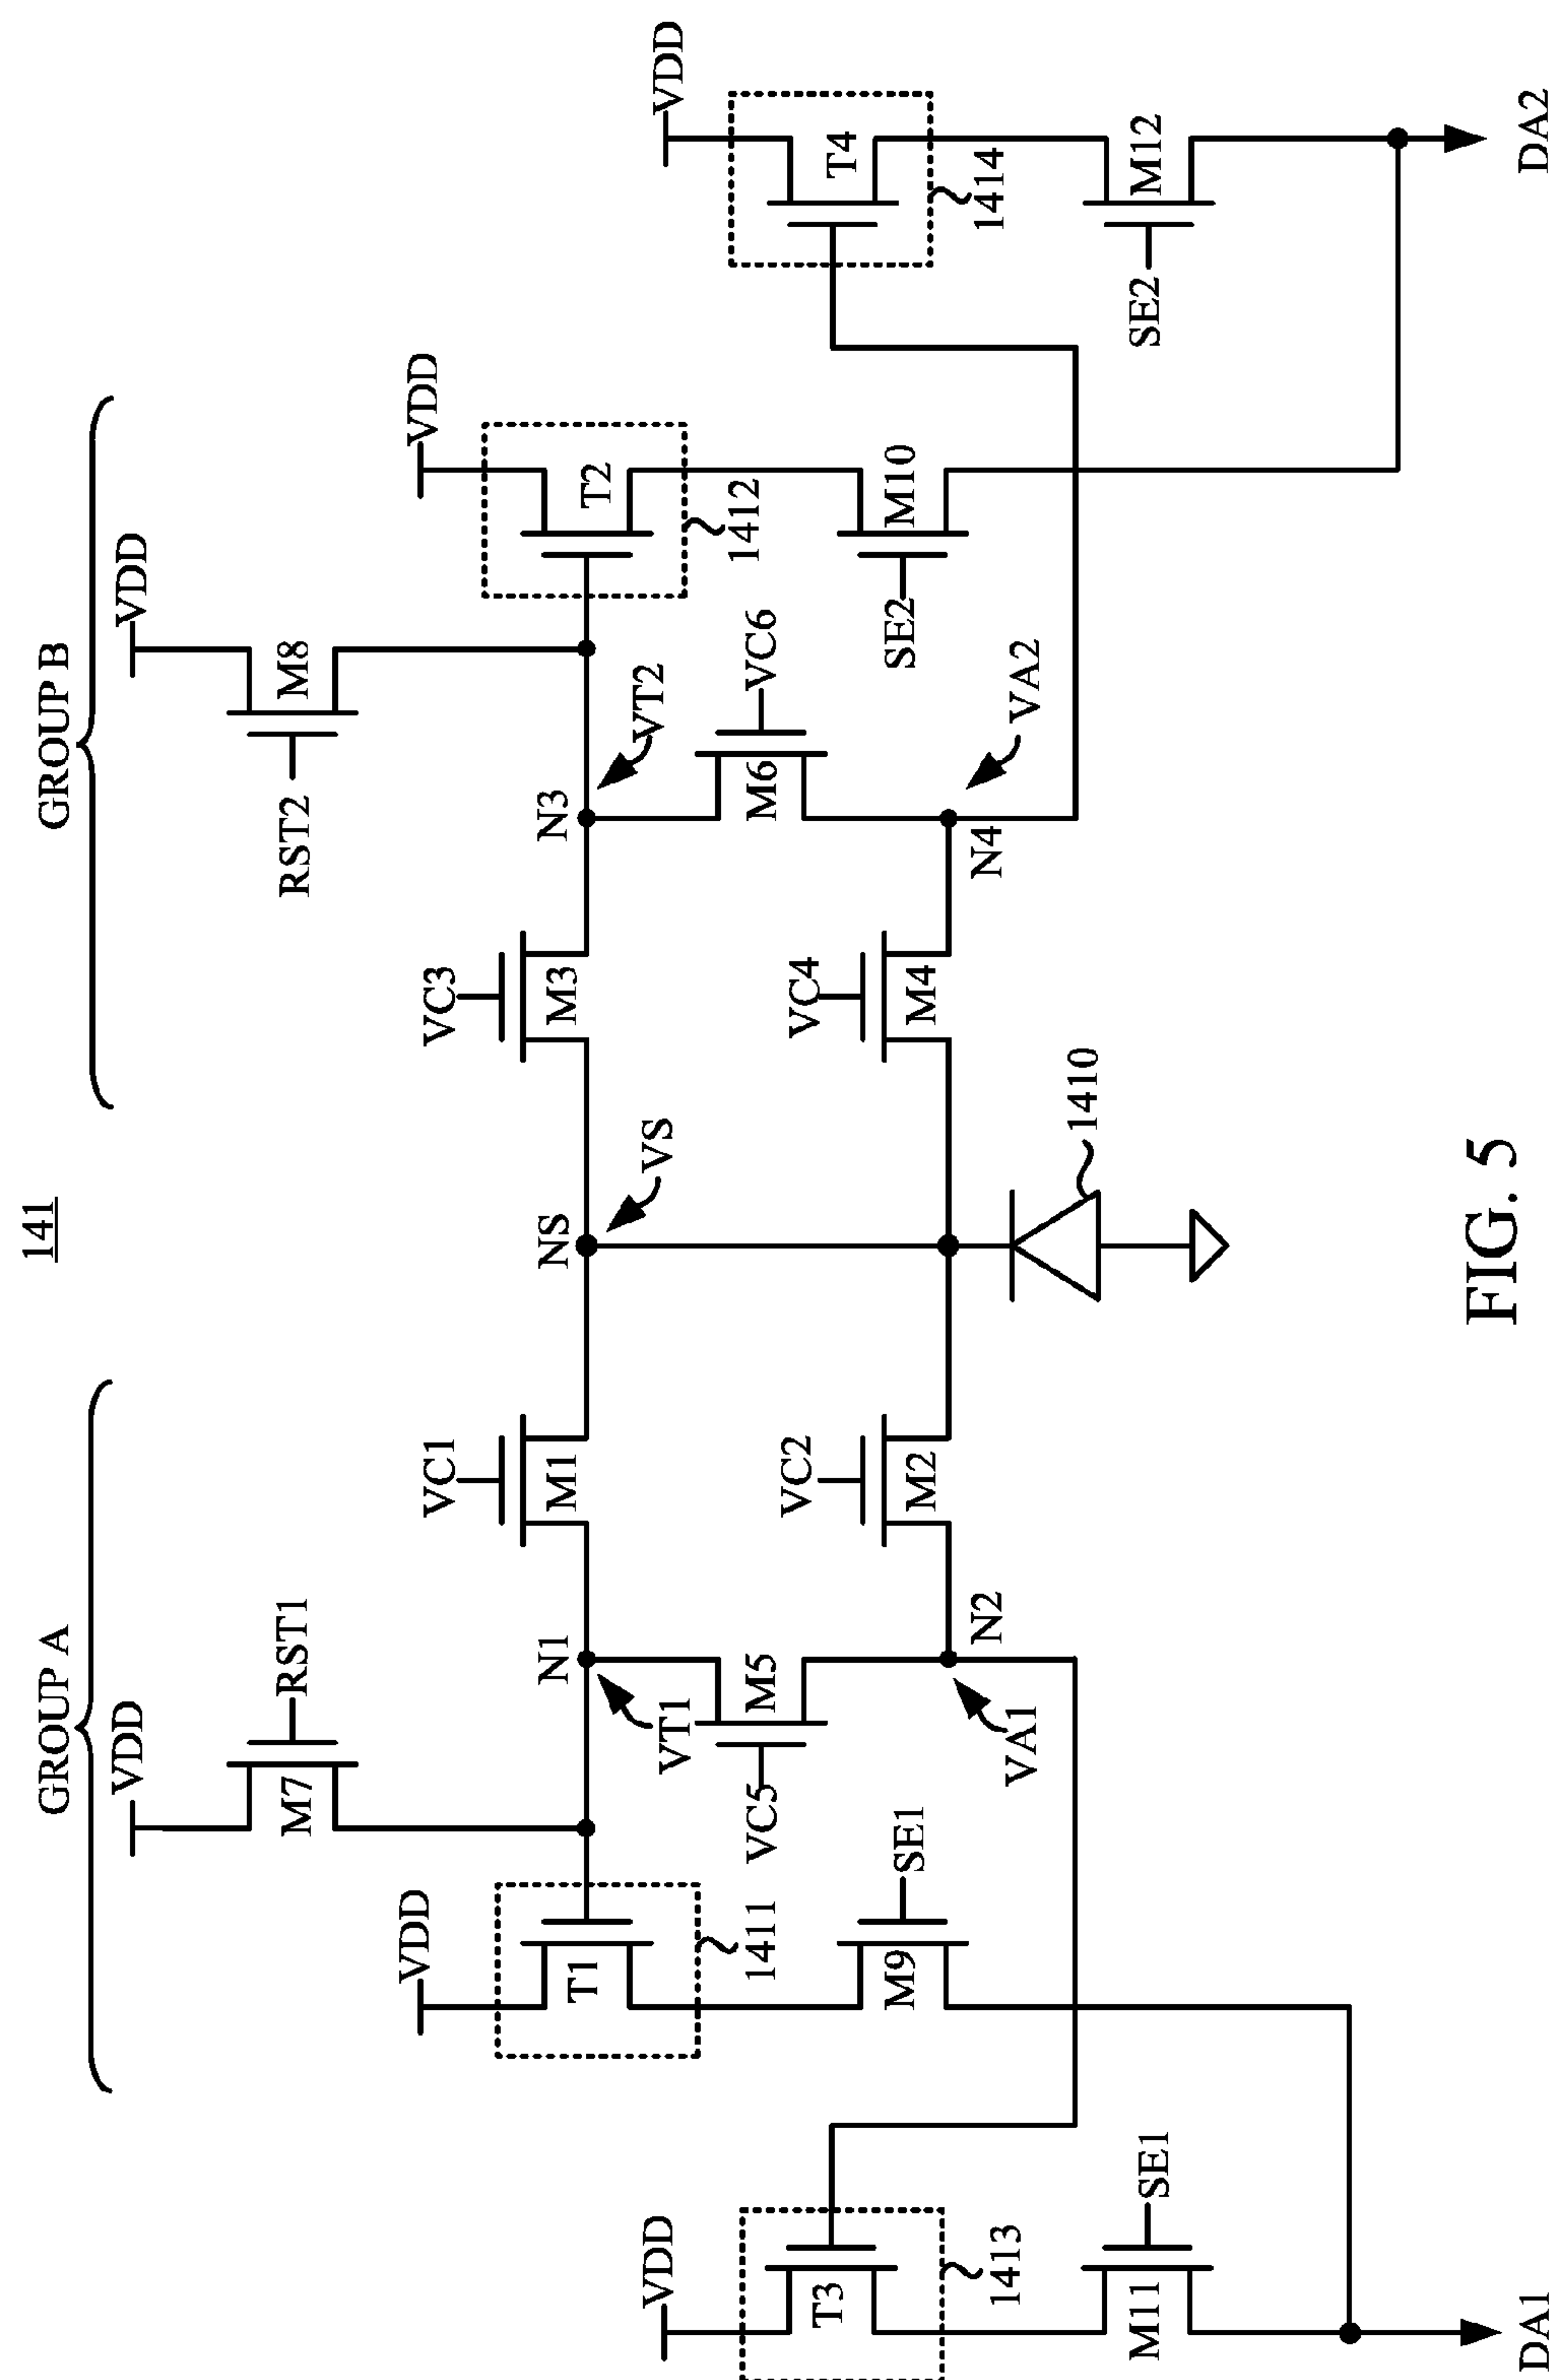 141
GROUP A
GROUP B
VDD
VDD
M7
RST1
RST2
M8
VDD
VDD
VC1
VC3
T1
N1
M1
NS
M3
N3
T2
VDD
VDD
VT1
VS
VT2
1411
VC5
M5
VC2
VC4
M6
VC6
1412
T3
M9
SE1
M2
M4
SE2
M10
T4
VA1
N2
N4
VA2
1413
1410
1414
M11
SE1
SE2
M12
DA1
DA2
FIG. 5